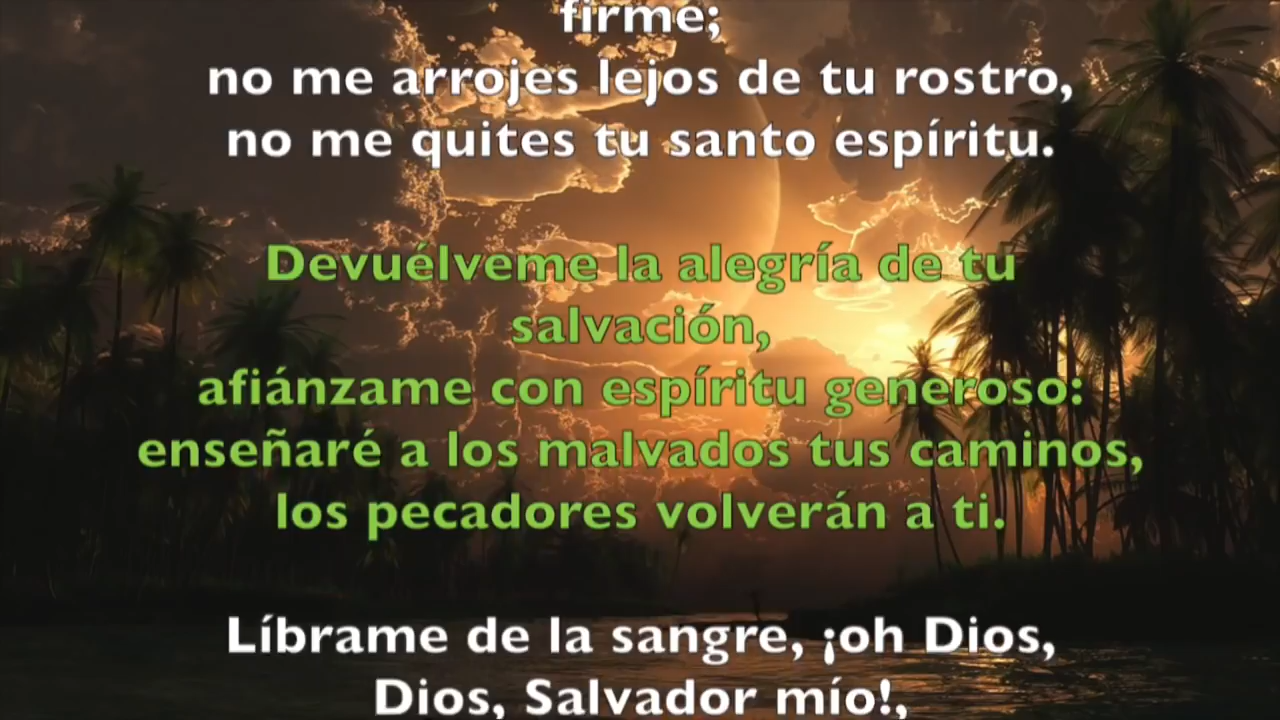 firme;
no me arrojes lejos de tu rostro,
no me quites tu santo espíritu.
Devuélveme la alegría de tu
salvación,
afiánzame con espíritu generoso:
enseñaré a los malvados tus caminos,
los pecadores volverán a ti.
Líbrame de la sangre, ¡oh Dios,
Dios, Salvador mío!,